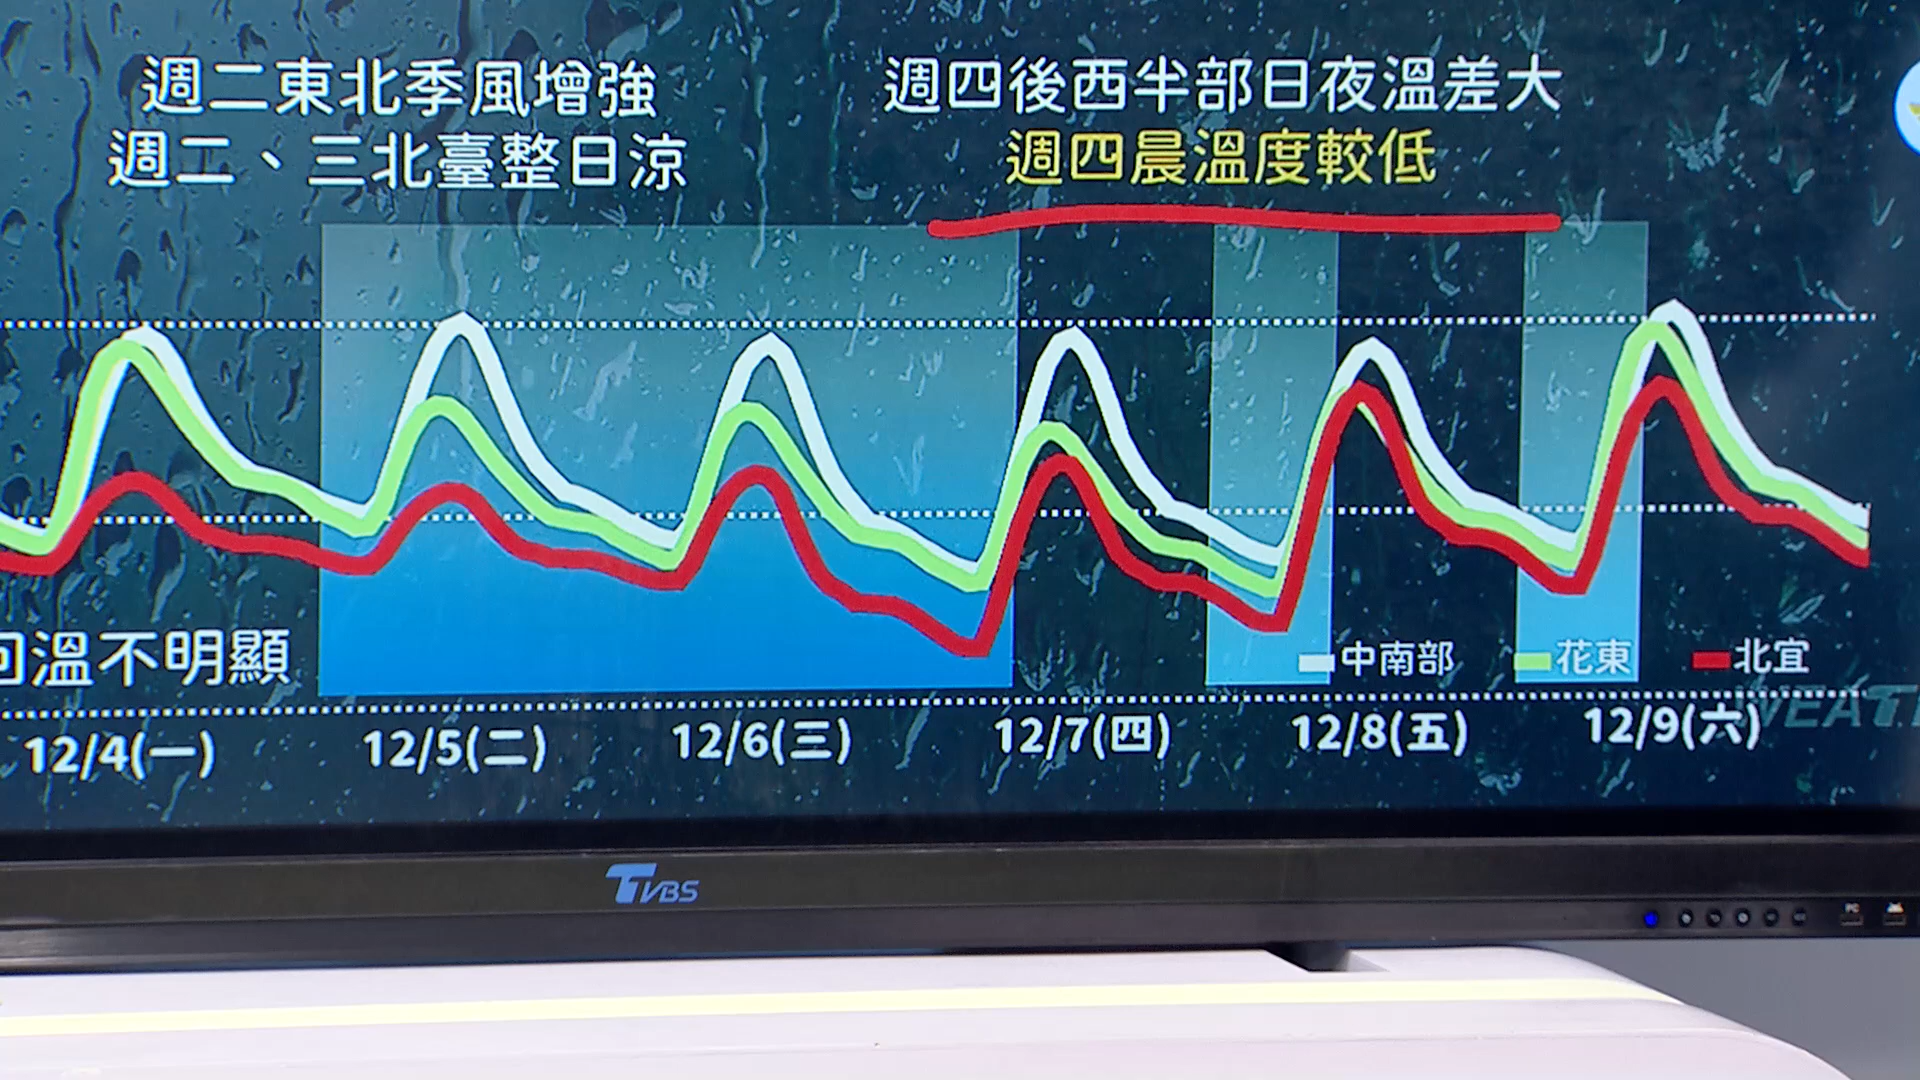 週二東北季風增強
週二、三北臺整日涼
週四後西半部日夜溫差大
週四晨溫度較低
回溫不明顯
中南部
花東
北宜
12/4(一)
12/5(二)
12/6(三)
12/7(四)
12/8(五)
12/9(六)
TVBS
PC